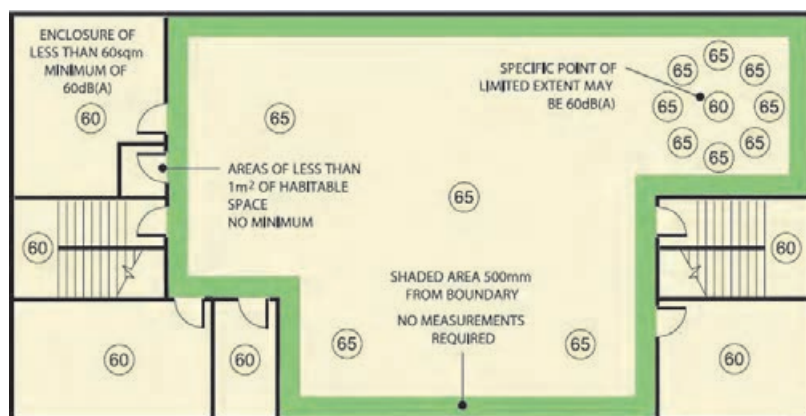 ENCLOSURE OF
LESS THAN 60sqm
MINIMUM OF
60dB(A)
60
65
AREAS OF LESS THAN
1m² OF HABITABLE
SPACE
NO MINIMUM
SPECIFIC POINT OF
LIMITED EXTENT MAY
BE 60dB(A)
65
65
65
65
60
65
65
65
65
65
60
60
SHADED AREA 500mm
FROM BOUNDARY
NO MEASUREMENTS
REQUIRED
60
60
65
65
60